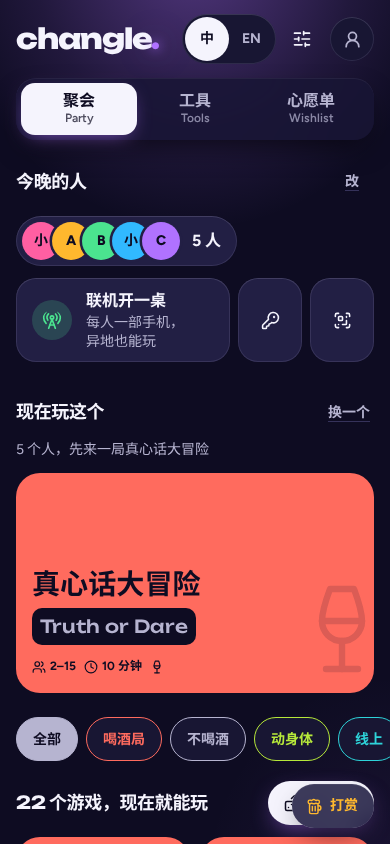 changle.
中 EN
聚会 工具 心愿单
Party Tools Wishlist
今晚的人 改
小 A B 小 C 5 人
联机开一桌
每人一部手机，
异地也能玩
现在玩这个 换一个
5 个人，先来一局真心话大冒险
真心话大冒险
Truth or Dare
2–15 10 分钟
全部 喝酒局 不喝酒 动身体 线上
22 个游戏，现在就能玩
打赏